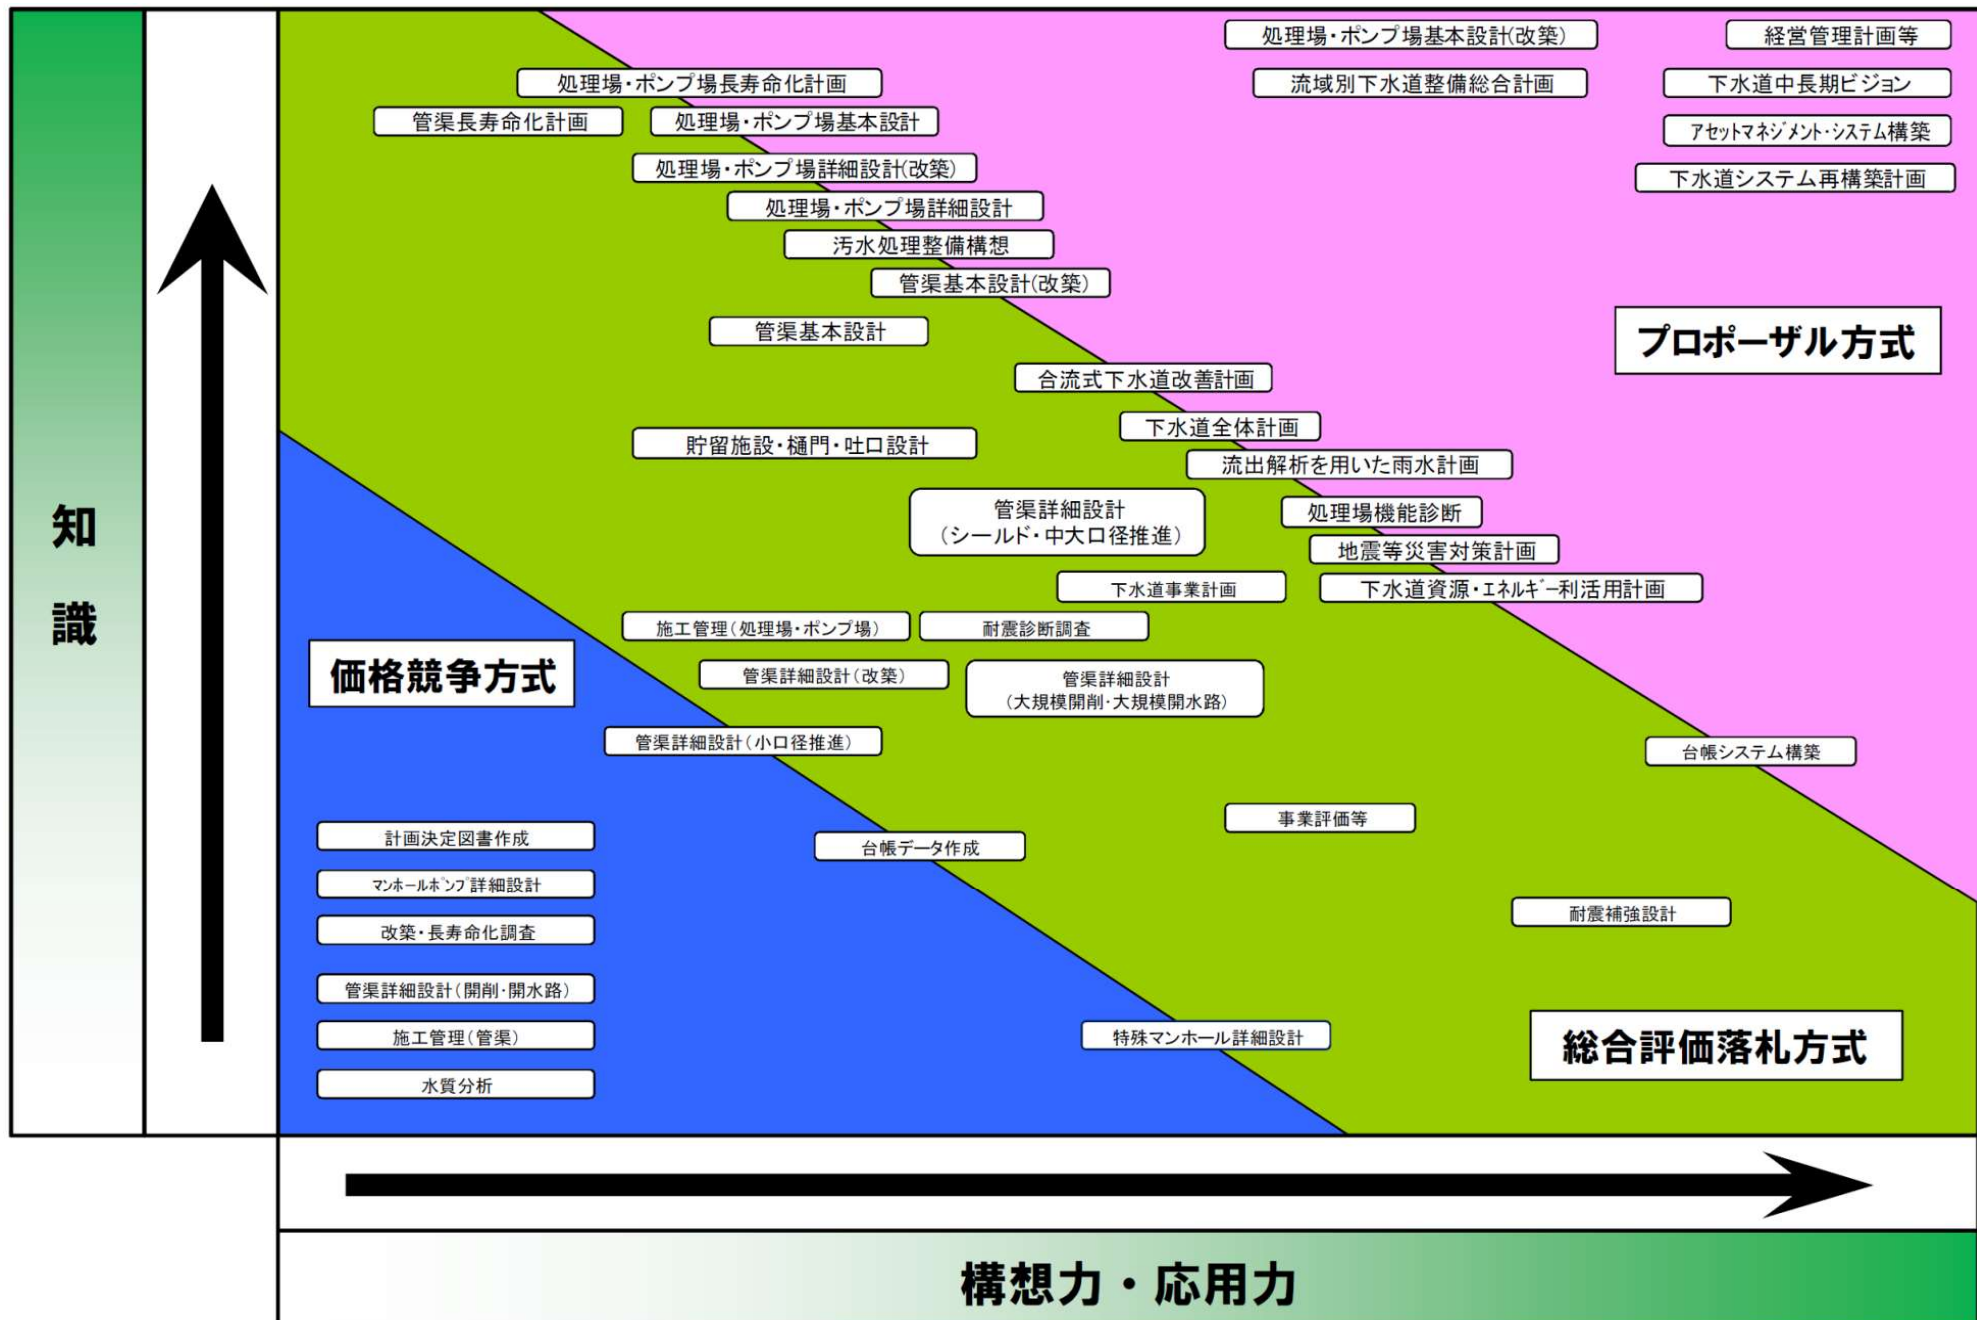 処理場・ポンプ場基本設計(改築)
経営管理計画等
処理場・ポンプ場長寿命化計画
流域別下水道整備総合計画
下水道中長期ビジョン
管渠長寿命化計画
処理場・ポンプ場基本設計
アセットマネジメント・システム構築
処理場・ポンプ場詳細設計(改築)
下水道システム再構築計画
処理場・ポンプ場詳細設計
汚水処理整備構想
管渠基本設計(改築)
管渠基本設計
プロポーザル方式
合流式下水道改善計画
下水道全体計画
貯留施設・樋門・吐口設計
流出解析を用いた雨水計画
管渠詳細設計
(シールド・中大口径推進)
処理場機能診断
地震等災害対策計画
下水道事業計画
下水道資源・エネルギー利活用計画
知識
施工管理(処理場・ポンプ場)
耐震診断調査
価格競争方式
管渠詳細設計(改築)
管渠詳細設計
(大規模開削・大規模開水路)
管渠詳細設計(小口径推進)
台帳システム構築
事業評価等
計画決定図書作成
台帳データ作成
マンホールポンプ詳細設計
耐震補強設計
改築・長寿命化調査
管渠詳細設計(開削・開水路)
施工管理(管渠)
特殊マンホール詳細設計
総合評価落札方式
水質分析
構想力・応用力